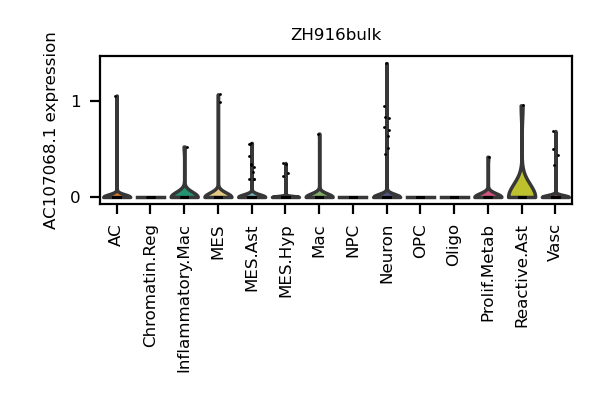 ZH916bulk
AC107068.1 expression
1
0
AC
Chromatin.Reg
Inflammatory.Mac
MES
MES.Ast
MES.Hyp
Mac
NPC
Neuron
OPC
Oligo
Prolif.Metab
Reactive.Ast
Vasc